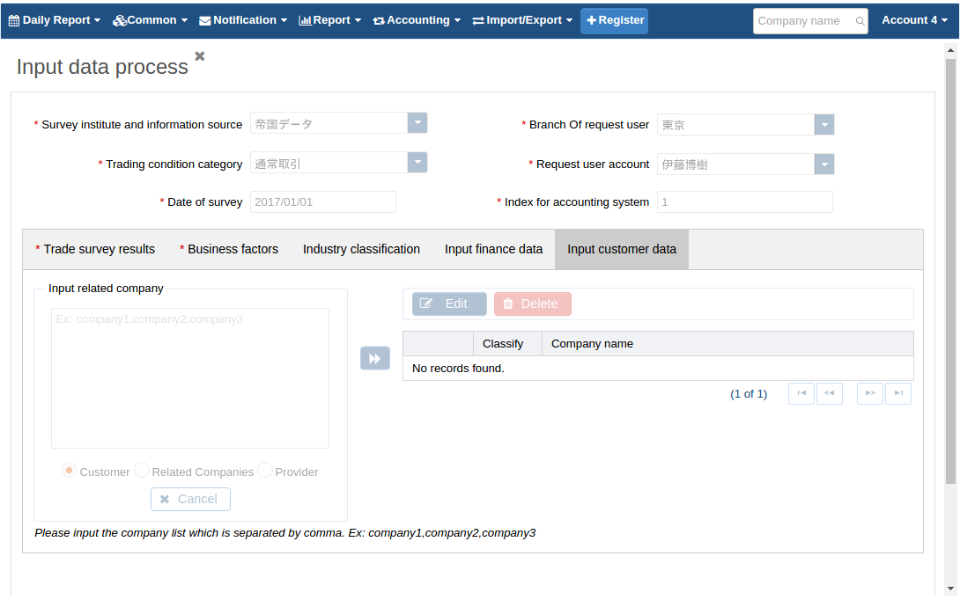 Daily Report Common Notification Report Accounting Import/Export Register Company name Account 4
Input data process
* Survey institute and information source 帝国データ * Branch Of request user 東京
* Trading condition category 通常取引 * Request user account 伊藤博樹
* Date of survey 2017/01/01 * Index for accounting system 1
* Trade survey results * Business factors Industry classification Input finance data Input customer data
Input related company
Ex: company1,company2,company3
Customer Related Companies Provider
Cancel
Edit Delete
Classify Company name
No records found.
(1 of 1)
Please input the company list which is separated by comma. Ex: company1,company2,company3